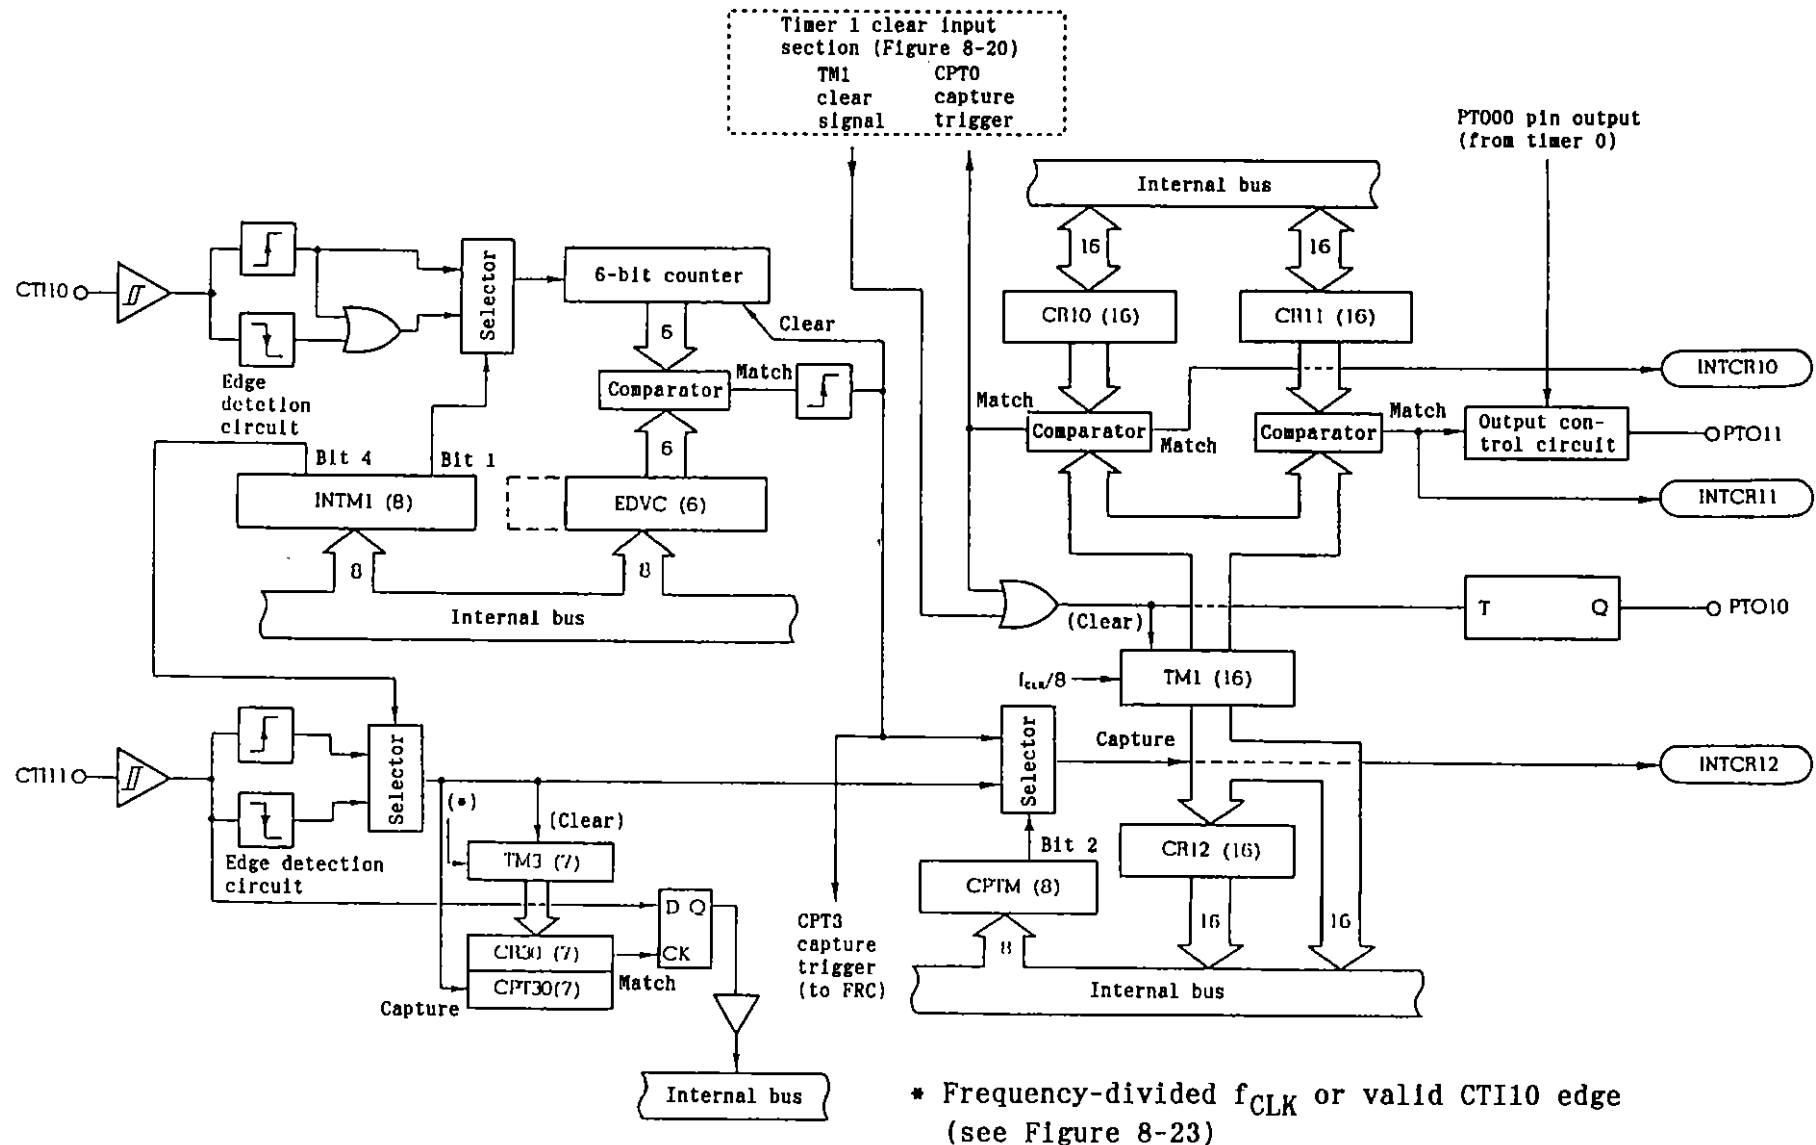 Timer 1 clear input
section (Figure 8-20)
TM1
clear
signal
CPT0
capture
trigger
PTO00 pin output
(from timer 0)
Internal bus
16
16
CTI10
Selector
6-bit counter
Clear
6
CR10 (16)
CR11 (16)
Edge
detetion
circuit
Comparator
Match
INTCR10
Match
Comparator
Match
Comparator
Match
Output con-
trol circuit
PTO11
6
Bit 4
Bit 1
INTM1 (8)
EDVC (6)
INTCR11
8
8
Internal bus
(Clear)
T
Q
PTO10
fCLK/8
TM1 (16)
CTI11
Selector
(*)
(Clear)
Selector
Capture
INTCR12
Edge detection
circuit
TM3 (7)
Bit 2
CR12 (16)
CPTM (8)
D Q
CK
CR30 (7)
Match
CPT30(7)
Capture
CPT3
capture
trigger
(to FRC)
8
16
16
Internal bus
Internal bus
* Frequency-divided fCLK or valid CTI10 edge
(see Figure 8-23)